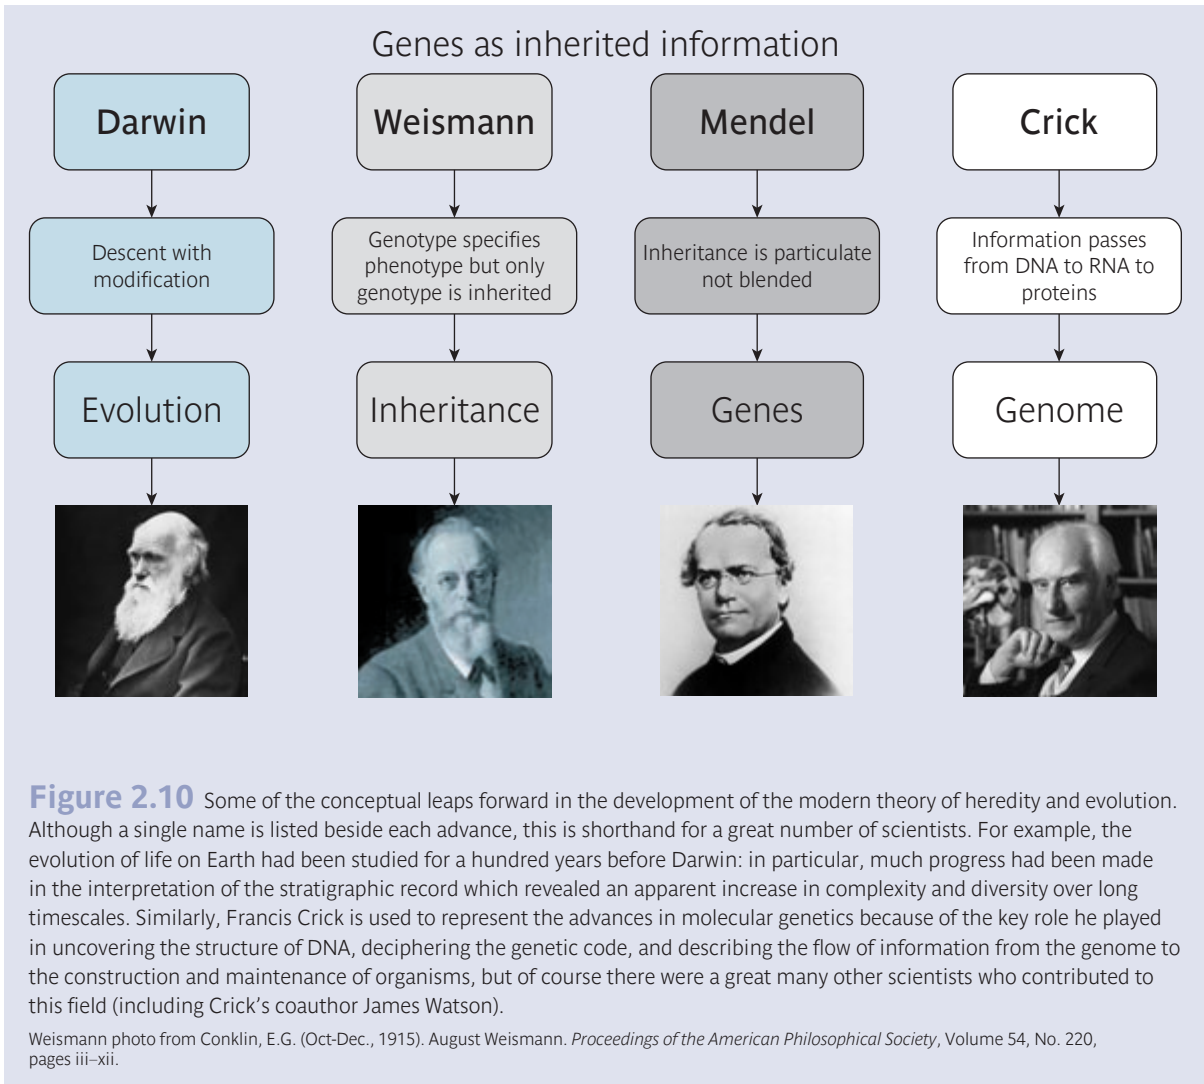 Genes as inherited information
Darwin
Weismann
Mendel
Crick
Descent with
modification
Genotype specifies
phenotype but only
genotype is inherited
Inheritance is particulate
not blended
Information passes
from DNA to RNA to
proteins
Evolution
Inheritance
Genes
Genome
Figure 2.10 Some of the conceptual leaps forward in the development of the modern theory of heredity and evolution.
Although a single name is listed beside each advance, this is shorthand for a great number of scientists. For example, the
evolution of life on Earth had been studied for a hundred years before Darwin: in particular, much progress had been made
in the interpretation of the stratigraphic record which revealed an apparent increase in complexity and diversity over long
timescales. Similarly, Francis Crick is used to represent the advances in molecular genetics because of the key role he played
in uncovering the structure of DNA, deciphering the genetic code, and describing the flow of information from the genome to
the construction and maintenance of organisms, but of course there were a great many other scientists who contributed to
this field (including Crick's coauthor James Watson).
Weismann photo from Conklin, E.G. (Oct-Dec., 1915). August Weismann. Proceedings of the American Philosophical Society, Volume 54, No. 220,
pages iii–xii.